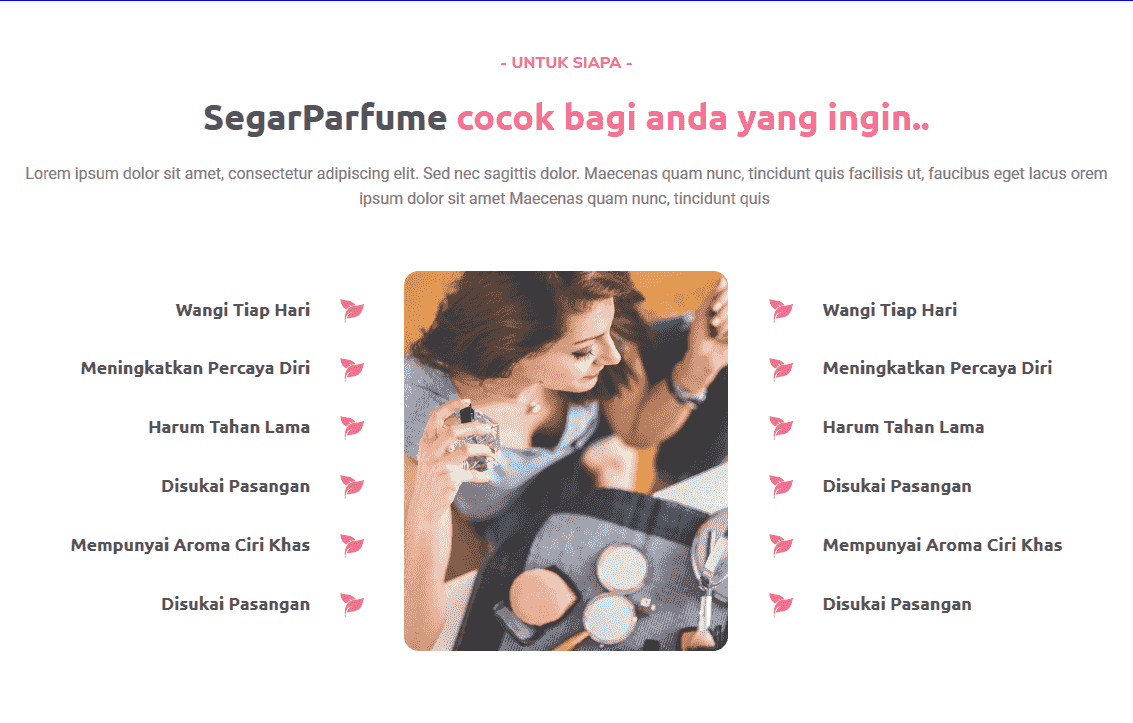 - UNTUK SIAPA -
SegarParfume cocok bagi anda yang ingin..
Lorem ipsum dolor sit amet, consectetur adipiscing elit. Sed nec sagittis dolor. Maecenas quam nunc, tincidunt quis facilisis ut, faucibus eget lacus orem
ipsum dolor sit amet Maecenas quam nunc, tincidunt quis
Wangi Tiap Hari
Meningkatkan Percaya Diri
Harum Tahan Lama
Disukai Pasangan
Mempunyai Aroma Ciri Khas
Disukai Pasangan
Wangi Tiap Hari
Meningkatkan Percaya Diri
Harum Tahan Lama
Disukai Pasangan
Mempunyai Aroma Ciri Khas
Disukai Pasangan